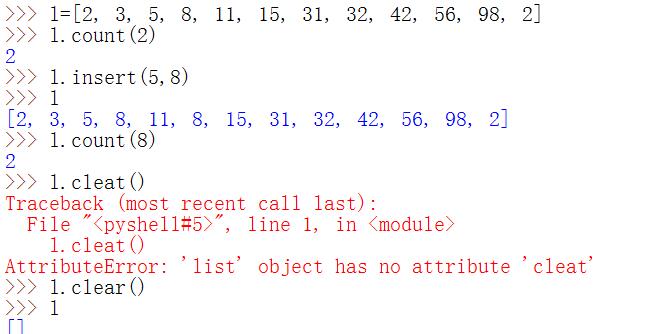 >>> l=[2, 3, 5, 8, 11, 15, 31, 32, 42, 56, 98, 2]
>>> l.count(2)
2
>>> l.insert(5,8)
>>> l
[2, 3, 5, 8, 11, 8, 15, 31, 32, 42, 56, 98, 2]
>>> l.count(8)
2
>>> l.cleat()
Traceback (most recent call last):
  File "<pyshell#5>", line 1, in <module>
    l.cleat()
AttributeError: 'list' object has no attribute 'cleat'
>>> l.clear()
>>> l
[]